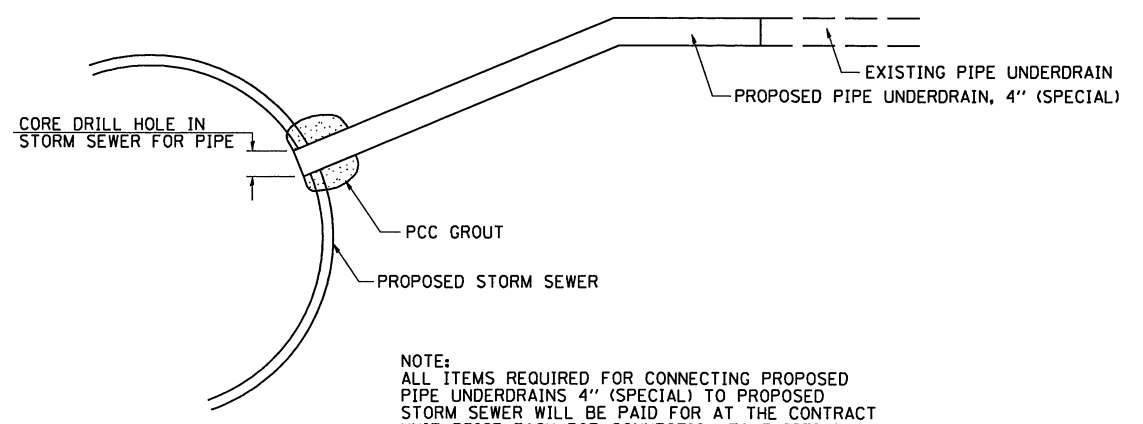 EXISTING PIPE UNDERDRAIN
PROPOSED PIPE UNDERDRAIN, 4'' (SPECIAL)
CORE DRILL HOLE IN
STORM SEWER FOR PIPE
PCC GROUT
PROPOSED STORM SEWER
NOTE:
ALL ITEMS REQUIRED FOR CONNECTING PROPOSED
PIPE UNDERDRAINS 4'' (SPECIAL) TO PROPOSED
STORM SEWER WILL BE PAID FOR AT THE CONTRACT